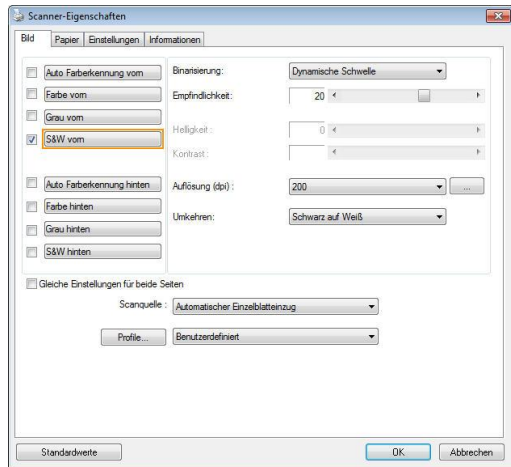 Scanner-Eigenschaften
Bild Papier Einstellungen Informationen
Auto Farberkennung vorn
Farbe vorn
Grau vorn
S&W vorn
Auto Farberkennung hinten
Farbe hinten
Grau hinten
S&W hinten
Binarisierung: Dynamische Schwelle
Empfindlichkeit: 20
Helligkeit: 0
Kontrast:
Auflösung (dpi) : 200 ...
Umkehren: Schwarz auf Weiß
Gleiche Einstellungen für beide Seiten
Scanquelle : Automatischer Einzelblatteinzug
Profile... Benutzerdefiniert
Standardwerte OK Abbrechen